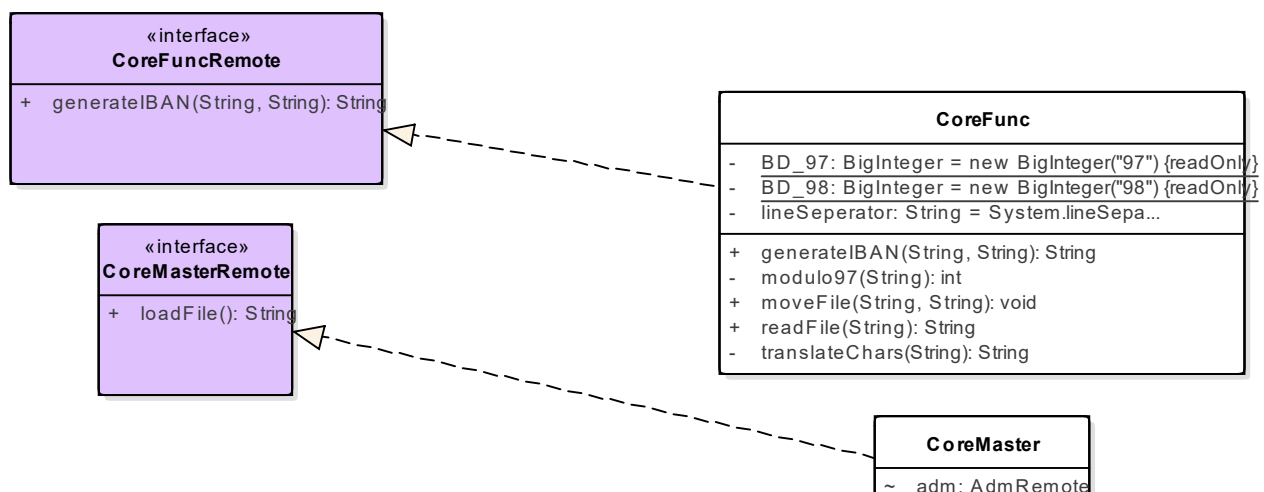 «interface»
CoreFuncRemote
+ generateIBAN(String, String): String
«interface»
CoreMasterRemote
+ loadFile(): String
CoreFunc
- BD_97: BigInteger = new BigInteger("97") {readOnly}
- BD_98: BigInteger = new BigInteger("98") {readOnly}
- lineSeperator: String = System.lineSepa...
+ generateIBAN(String, String): String
- modulo97(String): int
+ moveFile(String, String): void
+ readFile(String): String
- translateChars(String): String
CoreMaster
~ adm: AdmRemote